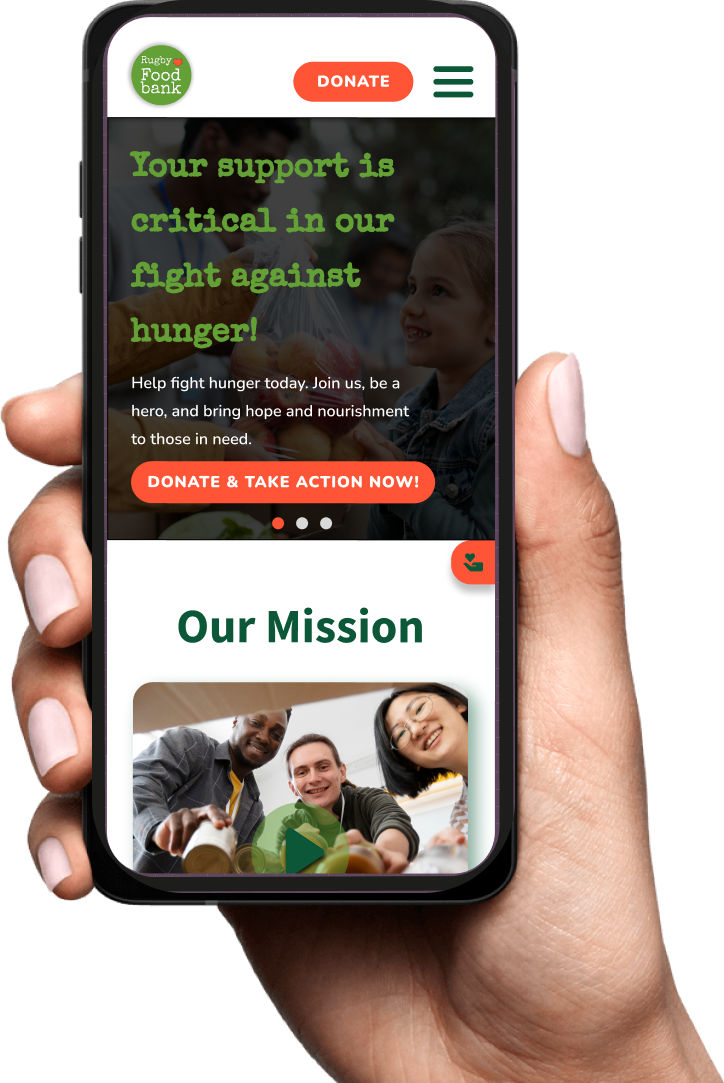 Rugby
Food
bank
DONATE
Your support is
critical in our
fight against
hunger!
Help fight hunger today. Join us, be a
hero, and bring hope and nourishment
to those in need.
DONATE & TAKE ACTION NOW!
Our Mission